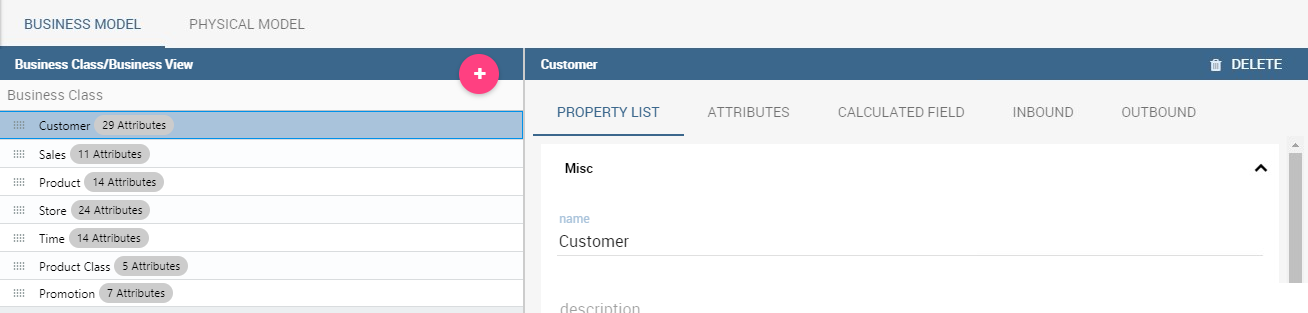 BUSINESS MODEL PHYSICAL MODEL
Business Class/Business View
Customer DELETE
Business Class
PROPERTY LIST ATTRIBUTES CALCULATED FIELD INBOUND OUTBOUND
Customer 29 Attributes
Sales 11 Attributes
Product 14 Attributes
Store 24 Attributes
Time 14 Attributes
Product Class 5 Attributes
Promotion 7 Attributes
Misc
name
Customer
description